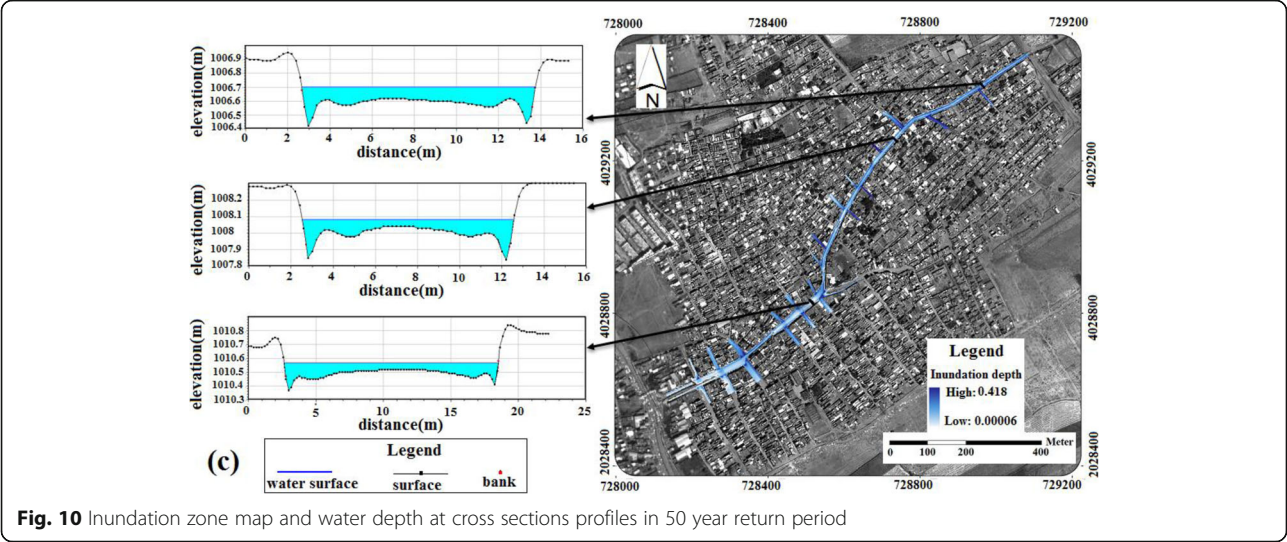 elevation(m)
1006.9
1006.8
1006.7
1006.6
1006.5
1006.4
0 2 4 6 8 10 12 14 16
distance(m)
elevation(m)
1008.2
1008.1
1008
1007.9
1007.8
0 2 4 6 8 10 12 14 16
distance(m)
elevation(m)
1010.8
1010.7
1010.6
1010.5
1010.4
1010.3
0 5 10 15 20 25
distance(m)
(c)
Legend
water surface
surface
bank
728000 728400 728800 729200
N
4029200
4028800
2028400
4029200
4028800
4028400
Legend
Inundation depth
High: 0.418
Low: 0.00006
Meter
0 100 200 400
728000 728400 728800 729200
Fig. 10 Inundation zone map and water depth at cross sections profiles in 50 year return period